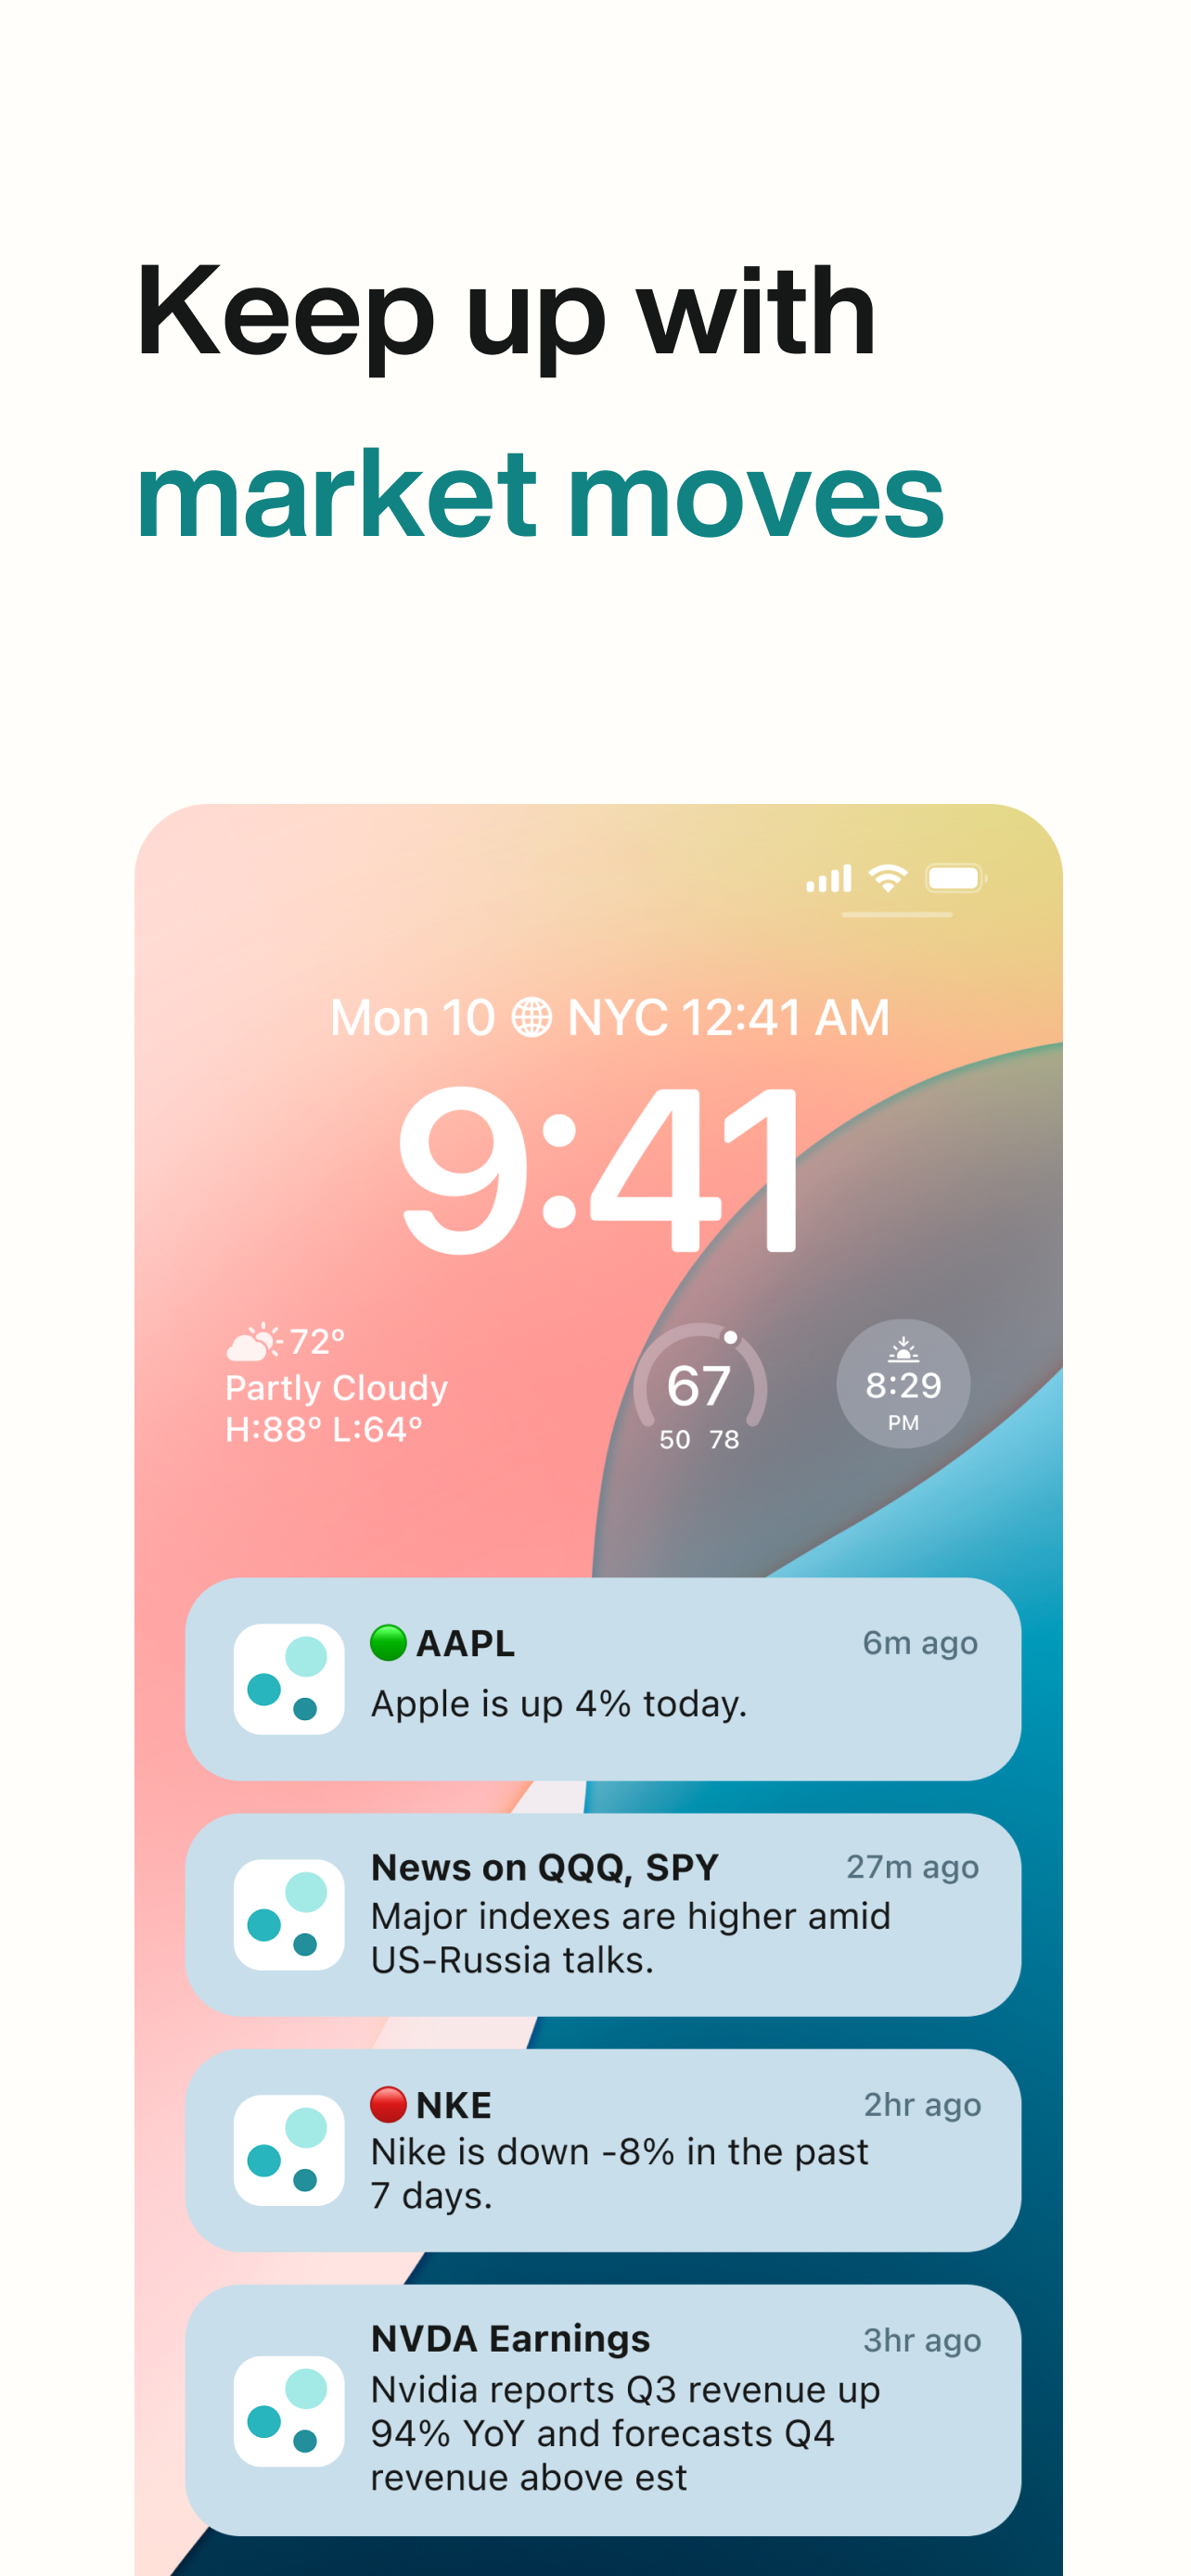 Keep up with
market moves
Mon 10 NYC 12:41 AM
9:41
72º
Partly Cloudy
H:88º L:64º
67
50 78
8:29
PM
AAPL
6m ago
Apple is up 4% today.
News on QQQ, SPY
27m ago
Major indexes are higher amid
US-Russia talks.
NKE
2hr ago
Nike is down -8% in the past
7 days.
NVDA Earnings
3hr ago
Nvidia reports Q3 revenue up
94% YoY and forecasts Q4
revenue above est